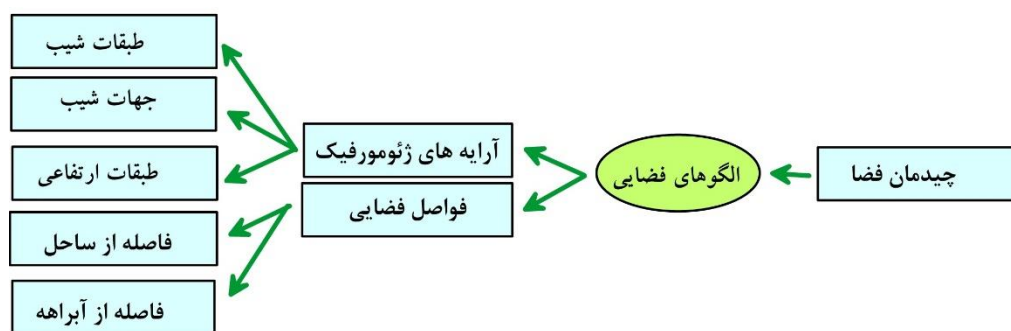 چیدمان فضا
الگوهای فضایی
آرایه های ژئومورفیک
فواصل فضایی
طبقات شیب
جهات شیب
طبقات ارتفاعی
فاصله از ساحل
فاصله از آبراهه